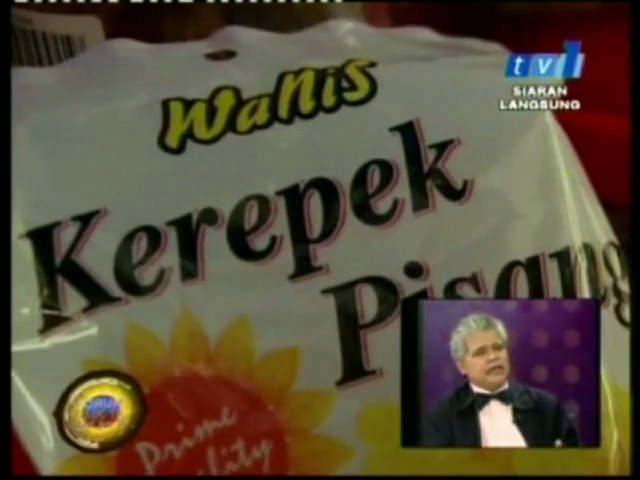 tv1
SIARAN
LANGSUNG
Wanis
Kerepek
Pisang
Prime